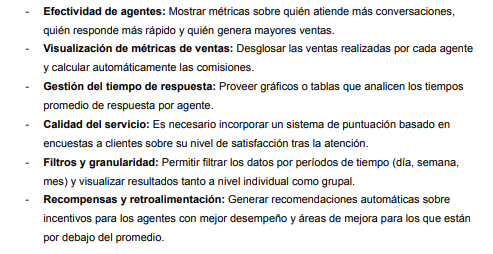 - Efectividad de agentes: Mostrar métricas sobre quién atiende más conversaciones,
quién responde más rápido y quién genera mayores ventas.
- Visualización de métricas de ventas: Desglosar las ventas realizadas por cada agente
y calcular automáticamente las comisiones.
- Gestión del tiempo de respuesta: Proveer gráficos o tablas que analicen los tiempos
promedio de respuesta por agente.
- Calidad del servicio: Es necesario incorporar un sistema de puntuación basado en
encuestas a clientes sobre su nivel de satisfacción tras la atención.
- Filtros y granularidad: Permitir filtrar los datos por períodos de tiempo (día, semana,
mes) y visualizar resultados tanto a nivel individual como grupal.
- Recompensas y retroalimentación: Generar recomendaciones automáticas sobre
incentivos para los agentes con mejor desempeño y áreas de mejora para los que están
por debajo del promedio.